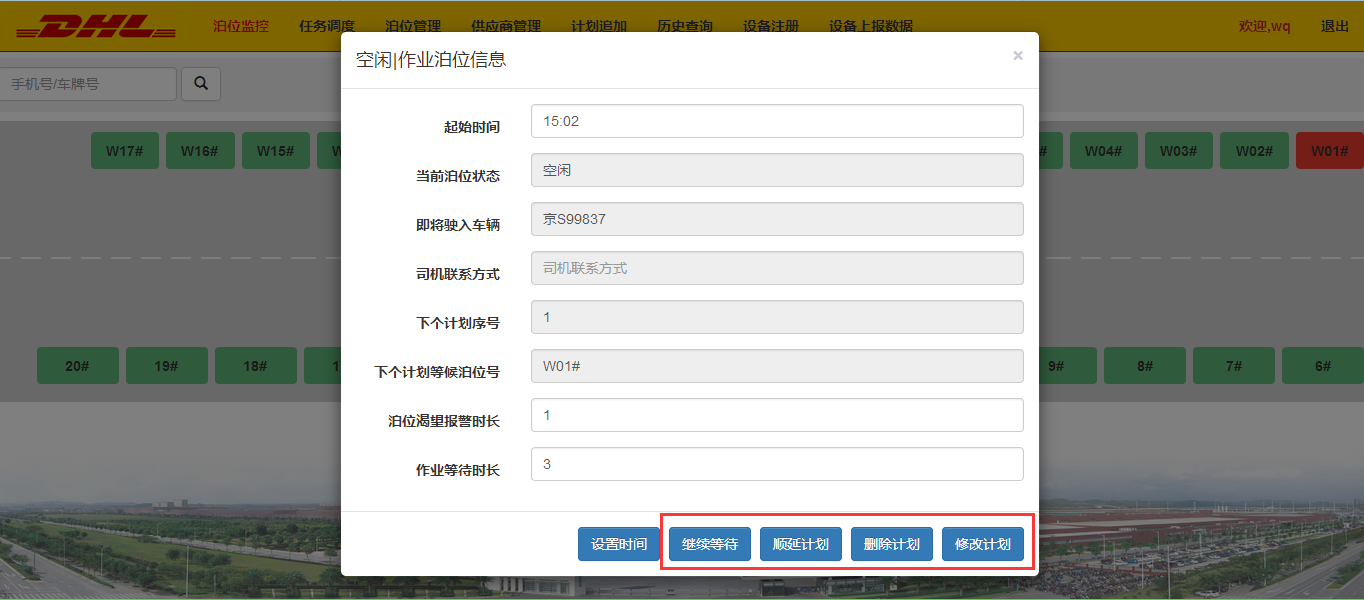 DHL 泊位监控 任务调度 泊位管理 供应商管理 计划追加 历史查询 设备注册 设备上报数据 欢迎,wq 退出
空闲|作业泊位信息 ×
手机号/车牌号
起始时间 15:02
W17# W16# W15# W # W04# W03# W02# W01#
当前泊位状态 空闲
即将驶入车辆 京S99837
司机联系方式 司机联系方式
下个计划序号 1
20# 19# 18# 1 9# 8# 7# 6#
下个计划等候泊位号 W01#
泊位渴望报警时长 1
作业等待时长 3
设置时间 继续等待 顺延计划 删除计划 修改计划